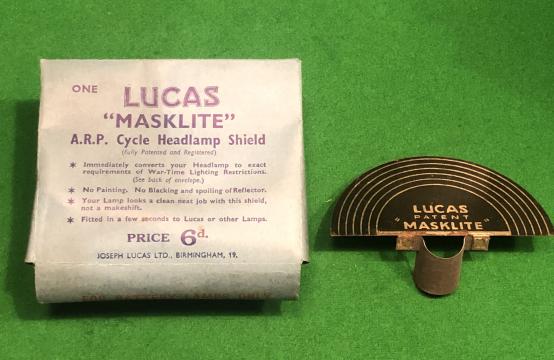 ONE
LUCAS
"MASKLITE"
A.R.P. Cycle Headlamp Shield
(Fully Patented and Registered)
* Immediately converts your Headlamp to exact
requirements of War-Time Lighting Restrictions.
(See back of envelope.)
* No Painting. No Blacking and spoiling of Reflector.
* Your Lamp looks a clean neat job with this shield,
not a makeshift.
* Fitted in a few seconds to Lucas or other Lamps.
PRICE 6d.
JOSEPH LUCAS LTD., BIRMINGHAM, 19.
LUCAS
PATENT
"MASKLITE"